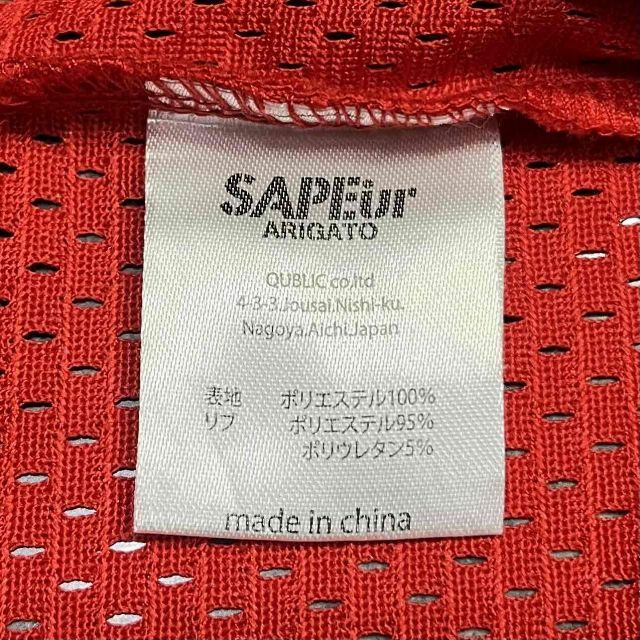 SAPEur
ARIGATO
QUBLIC co.ltd
4-3-3.Jousai.Nishi-ku.
Nagoya.Aichi.Japan
表地 ポリエステル100%
リブ ポリエステル95%
ポリウレタン5%
made in china